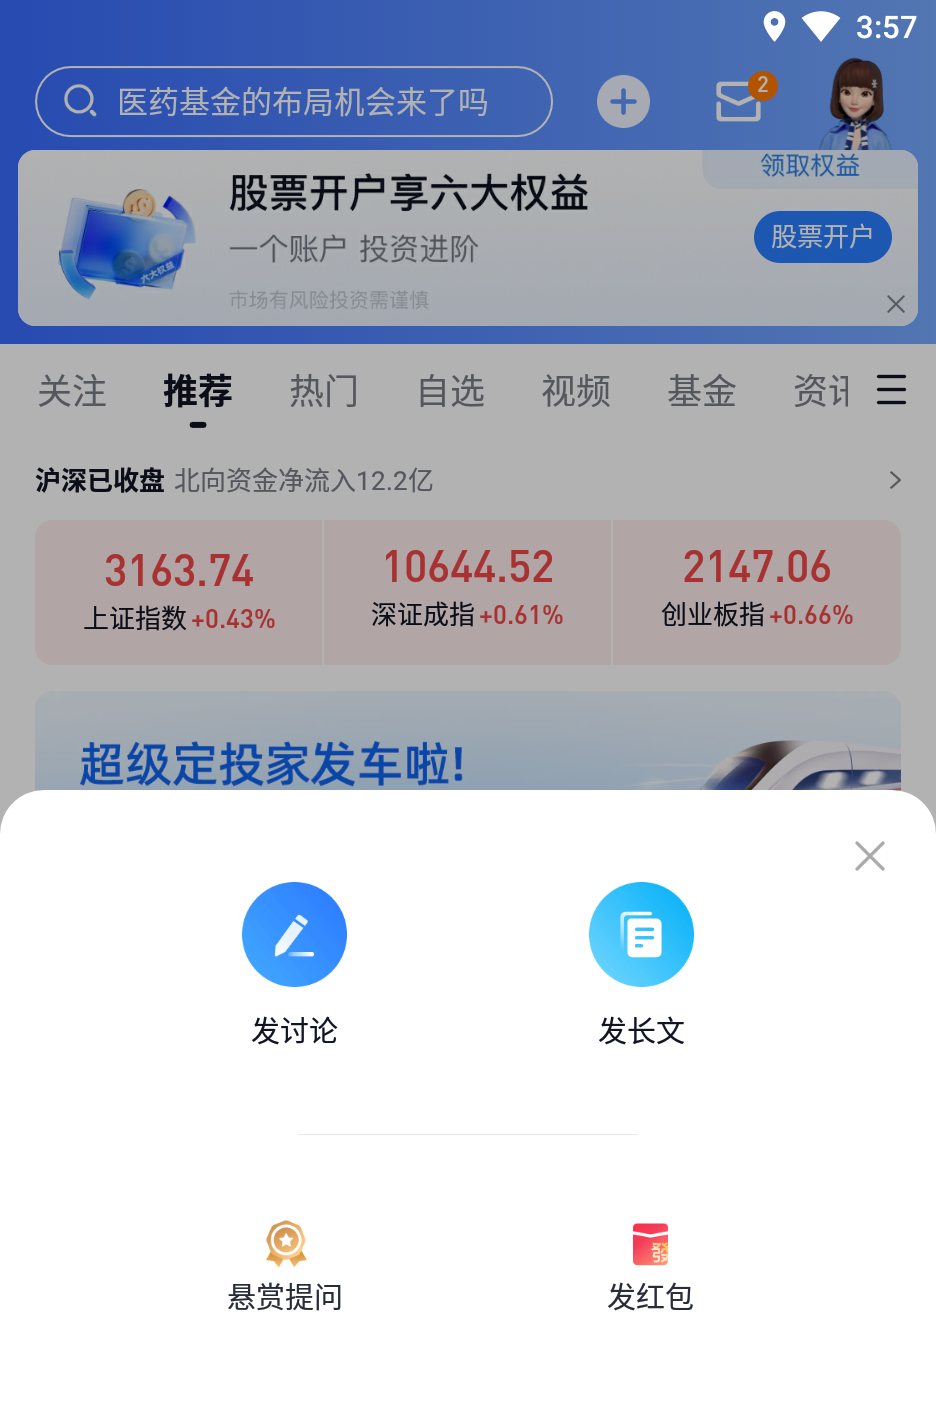 3:57
医药基金的布局机会来了吗
2
领取权益
股票开户享六大权益
一个账户 投资进阶
股票开户
六大权益
市场有风险投资需谨慎
关注 推荐 热门 自选 视频 基金 资讯
沪深已收盘 北向资金净流入12.2亿
3163.74 10644.52 2147.06
上证指数 +0.43% 深证成指 +0.61% 创业板指 +0.66%
超级定投家发车啦!
发讨论 发长文
發
悬赏提问 发红包